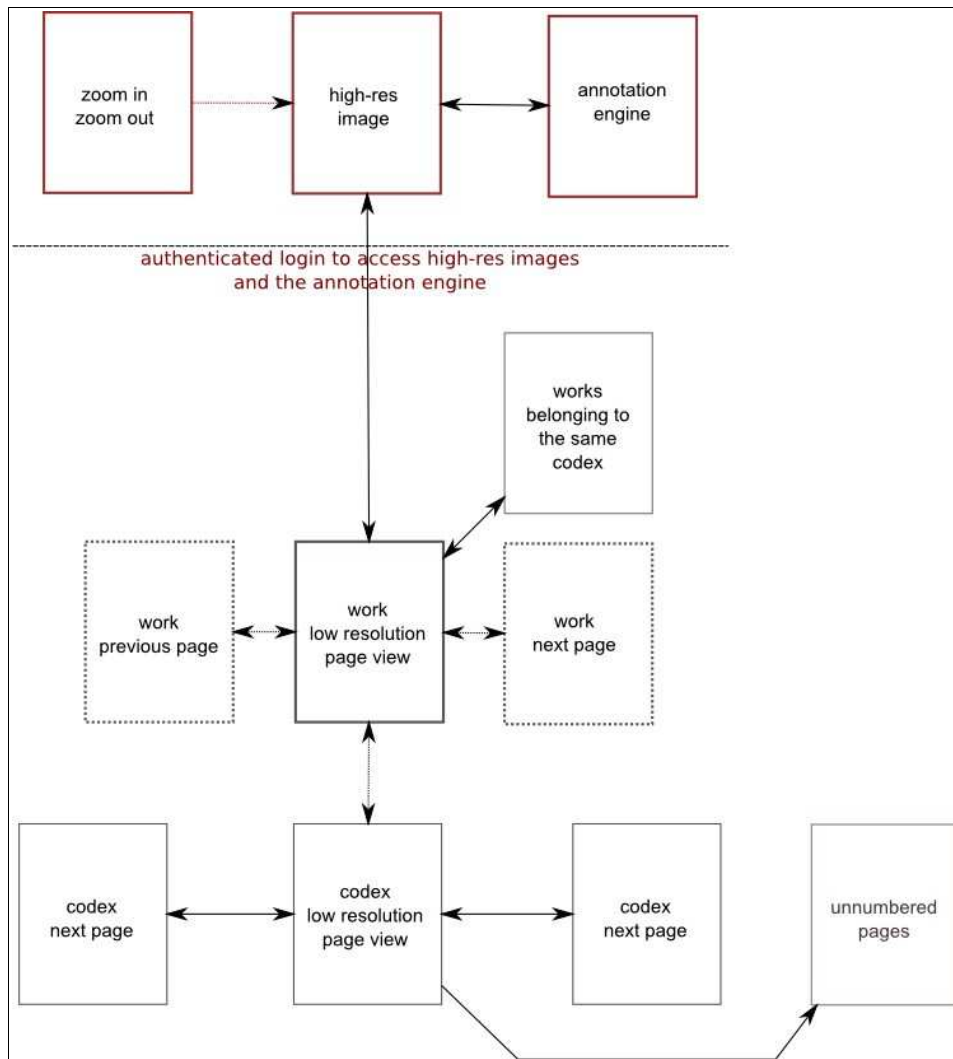 zoom in
zoom out
high-res
image
annotation
engine
authenticated login to access high-res images
and the annotation engine
works
belonging to
the same
codex
work
previous page
work
low resolution
page view
work
next page
codex
next page
codex
low resolution
page view
codex
next page
unnumbered
pages